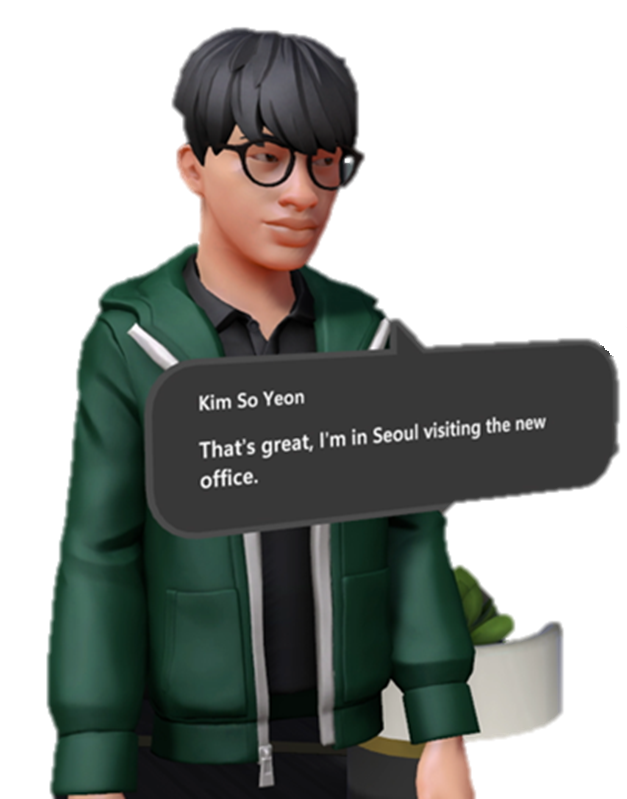 Kim So Yeon
That's great, I'm in Seoul visiting the new
office.